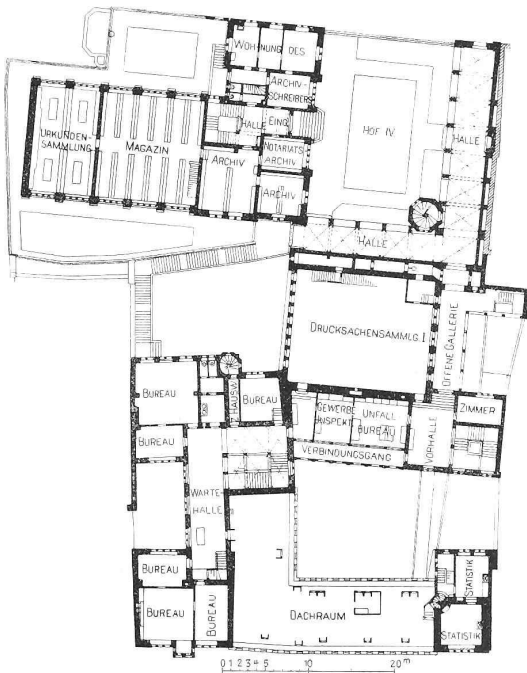 WOHNUNG DES
ARCHIV-
SCHREIBERS
HALLE
EING.
HOF IV.
HALLE
URKUNDEN-
SAMMLUNG
MAGAZIN
ARCHIV
NOTARIATS
ARCHIV
ARCHIV
HALLE
DRUCKSACHENSAMMLG. I
OFFENE GALLERIE
BUREAU
HAUSW.
BUREAU
GEWERBE
INSPEKT.
UNFALL
BUREAU
ZIMMER
VORHALLE
BUREAU
VERBINDUNGSGANG
WARTE-
HALLE
BUREAU
BUREAU
BUREAU
DACHRAUM
STATISTIK
STATISTIK
0 1 2 3 4 5 10 20 m